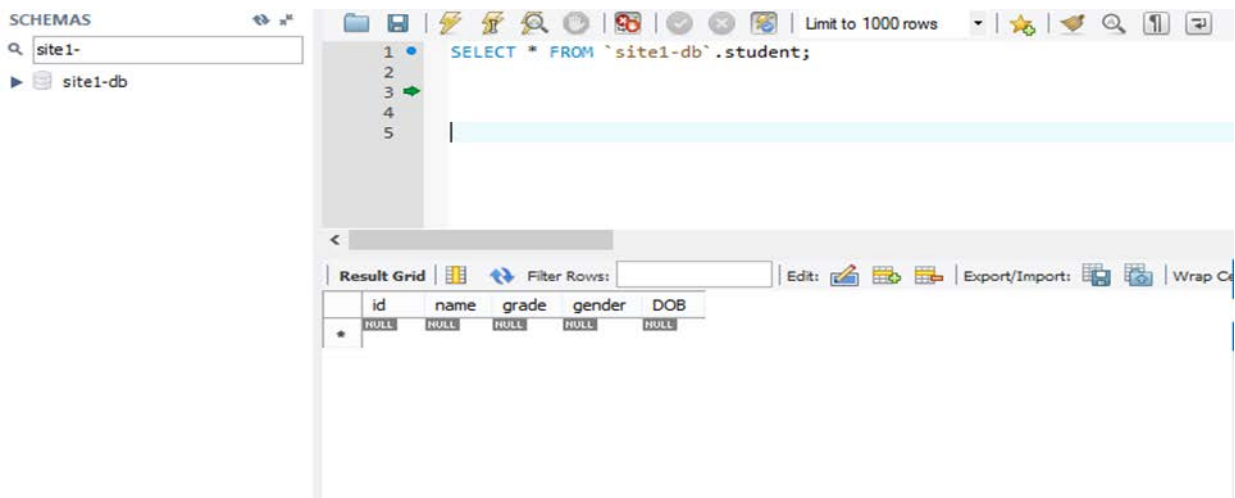 SCHEMAS
site1-
site1-db
Limit to 1000 rows
1 SELECT * FROM `site1-db`.student;
2
3
4
5
Result Grid Filter Rows: Edit: Export/Import: Wrap Ce
id name grade gender DOB
* NULL NULL NULL NULL NULL